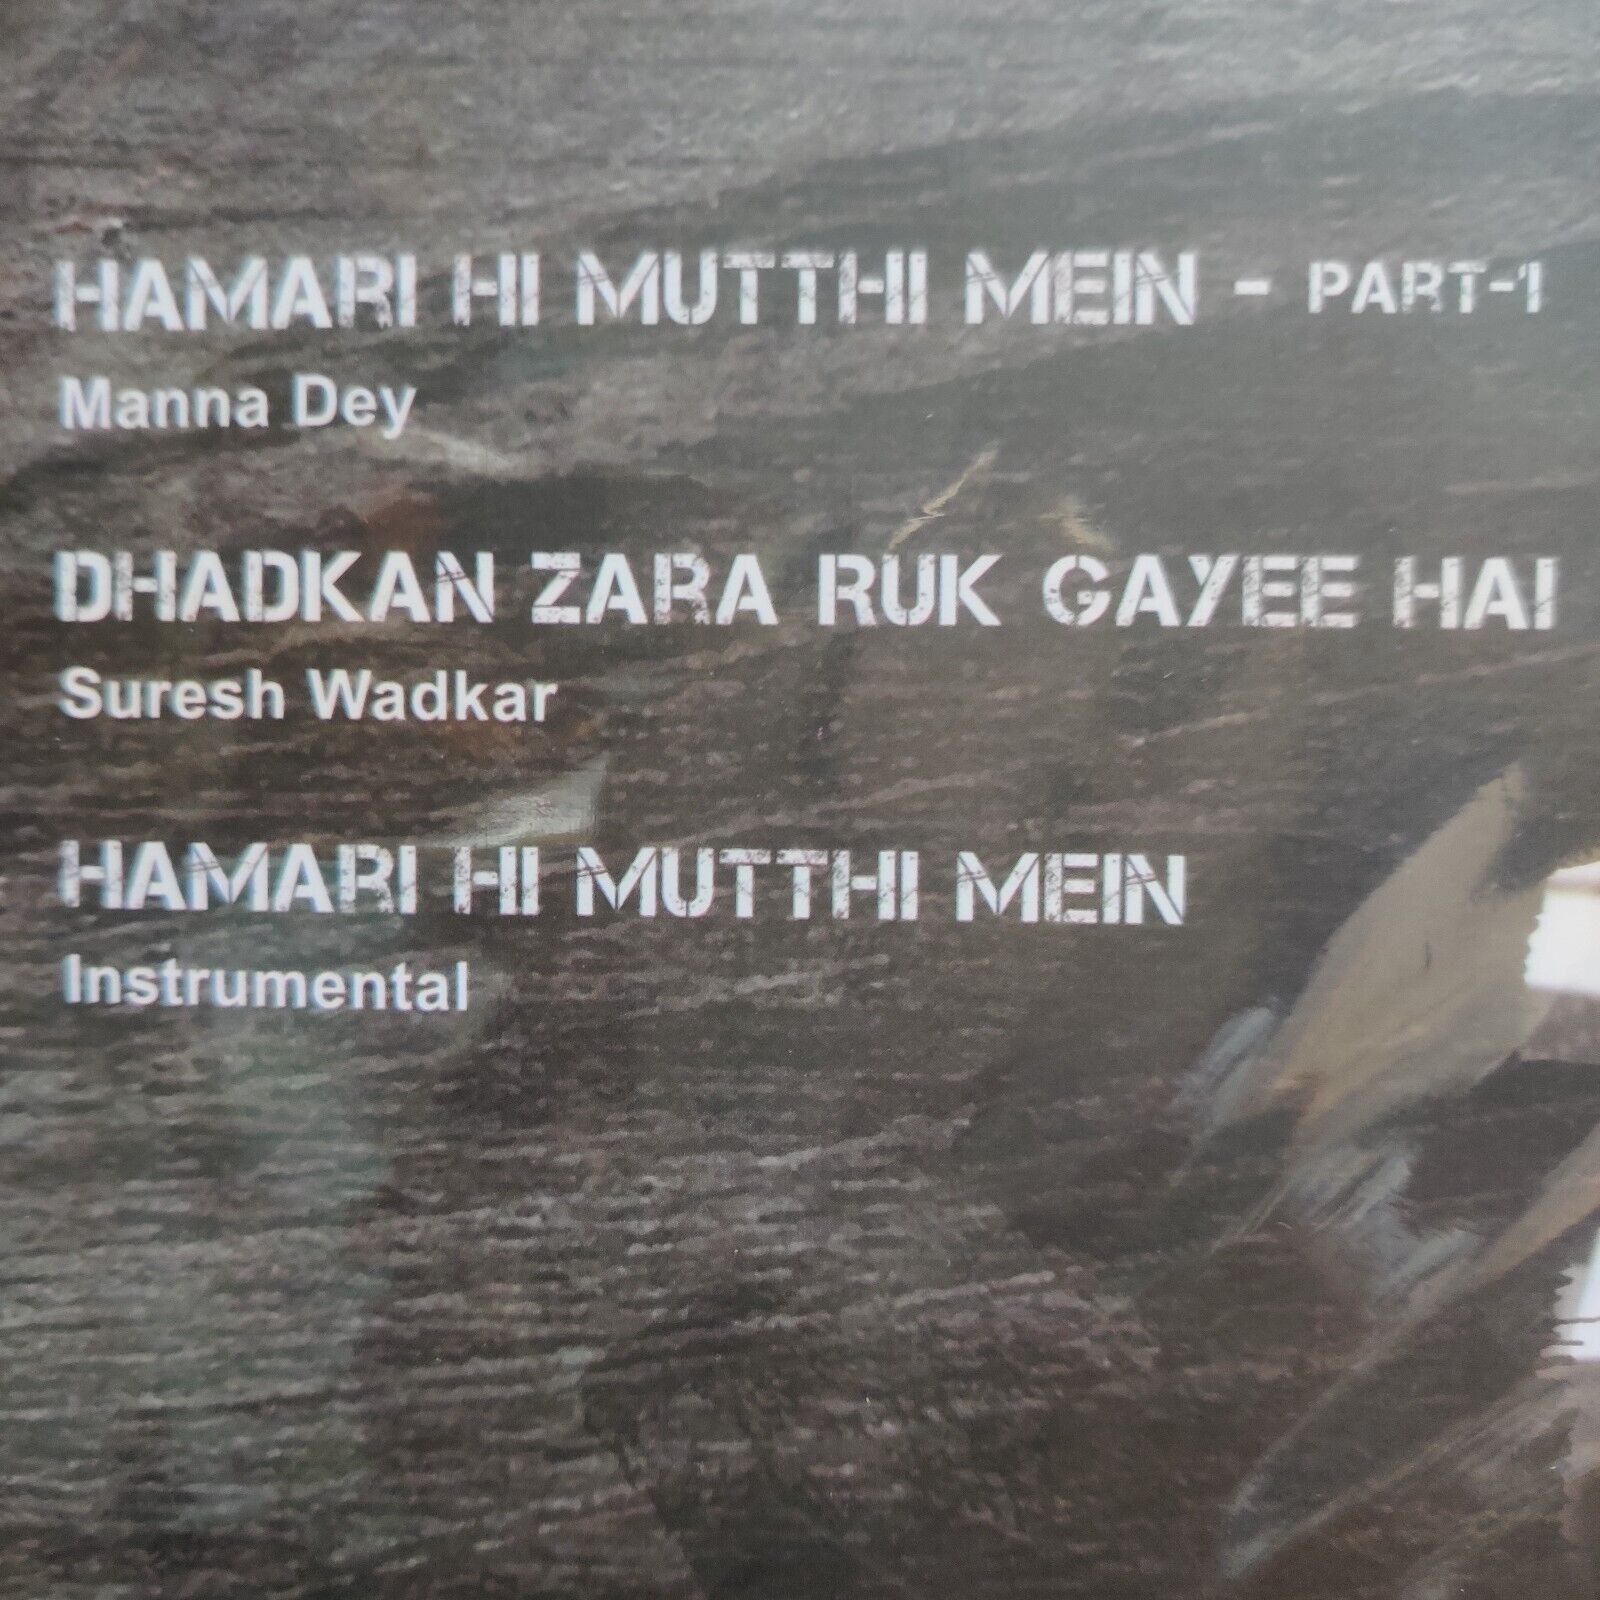 HAMARI HI MUTTHI MEIN - PART-1
Manna Dey
DHADKAN ZARA RUK GAYEE HAI
Suresh Wadkar
HAMARI HI MUTTHI MEIN
Instrumental